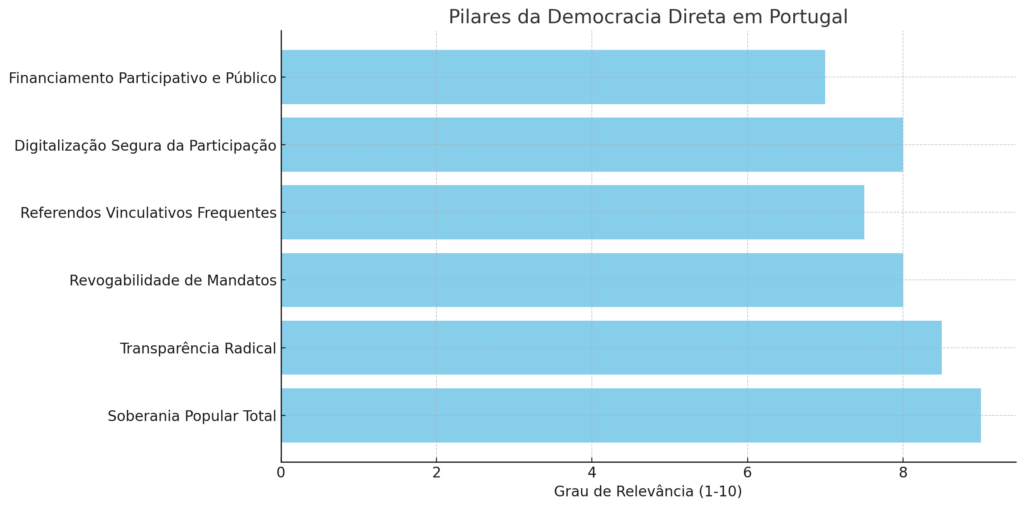 Pilares da Democracia Direta em Portugal
Financiamento Participativo e Público
Digitalização Segura da Participação
Referendos Vinculativos Frequentes
Revogabilidade de Mandatos
Transparência Radical
Soberania Popular Total
0 2 4 6 8
Grau de Relevância (1-10)